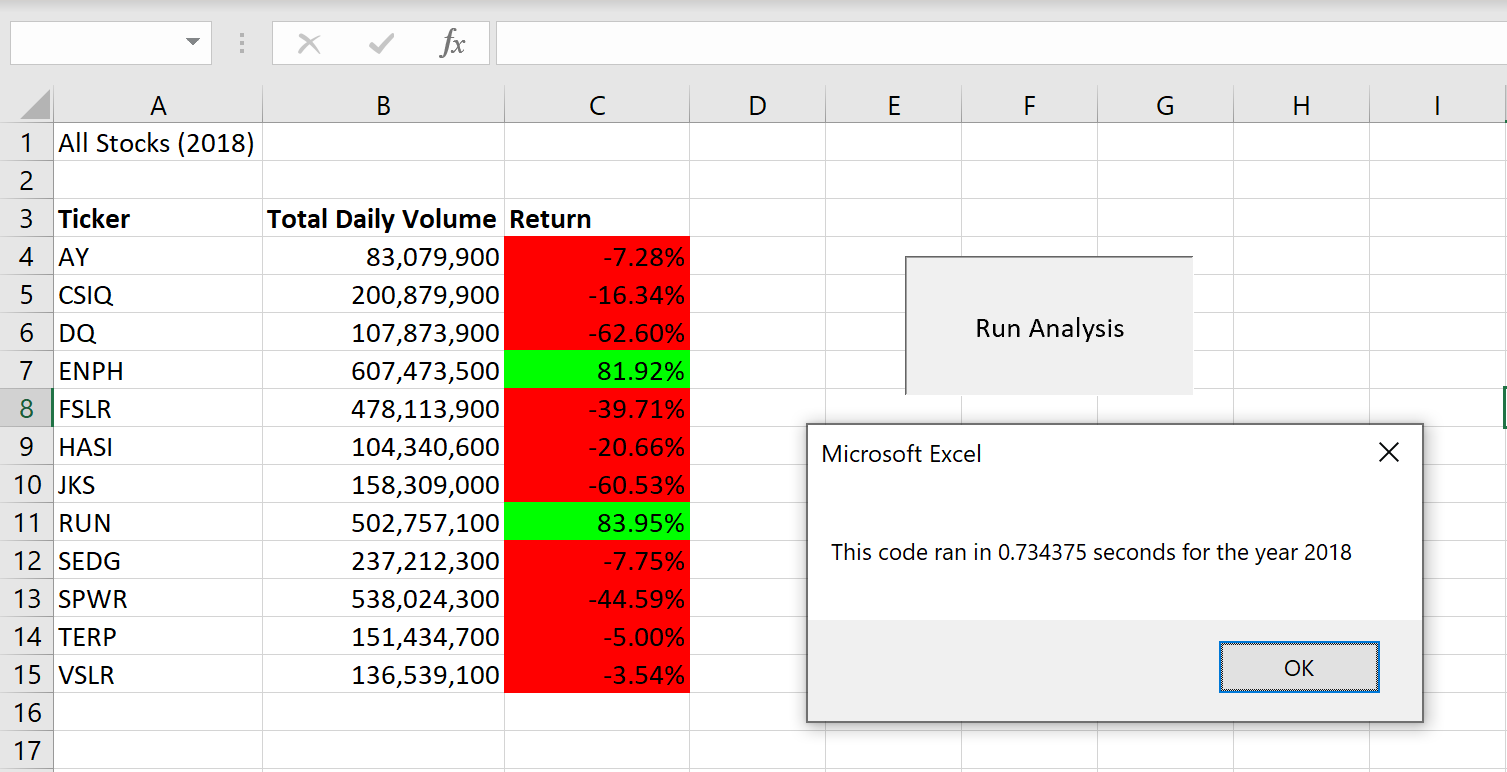 fx
A B C D E F G H I
1 All Stocks (2018)
2
3 Ticker Total Daily Volume Return
4 AY 83,079,900 -7.28%
5 CSIQ 200,879,900 -16.34%
6 DQ 107,873,900 -62.60%
Run Analysis
7 ENPH 607,473,500 81.92%
8 FSLR 478,113,900 -39.71%
9 HASI 104,340,600 -20.66%
10 JKS 158,309,000 -60.53%
11 RUN 502,757,100 83.95%
12 SEDG 237,212,300 -7.75%
13 SPWR 538,024,300 -44.59%
14 TERP 151,434,700 -5.00%
15 VSLR 136,539,100 -3.54%
16
17
Microsoft Excel
This code ran in 0.734375 seconds for the year 2018
OK